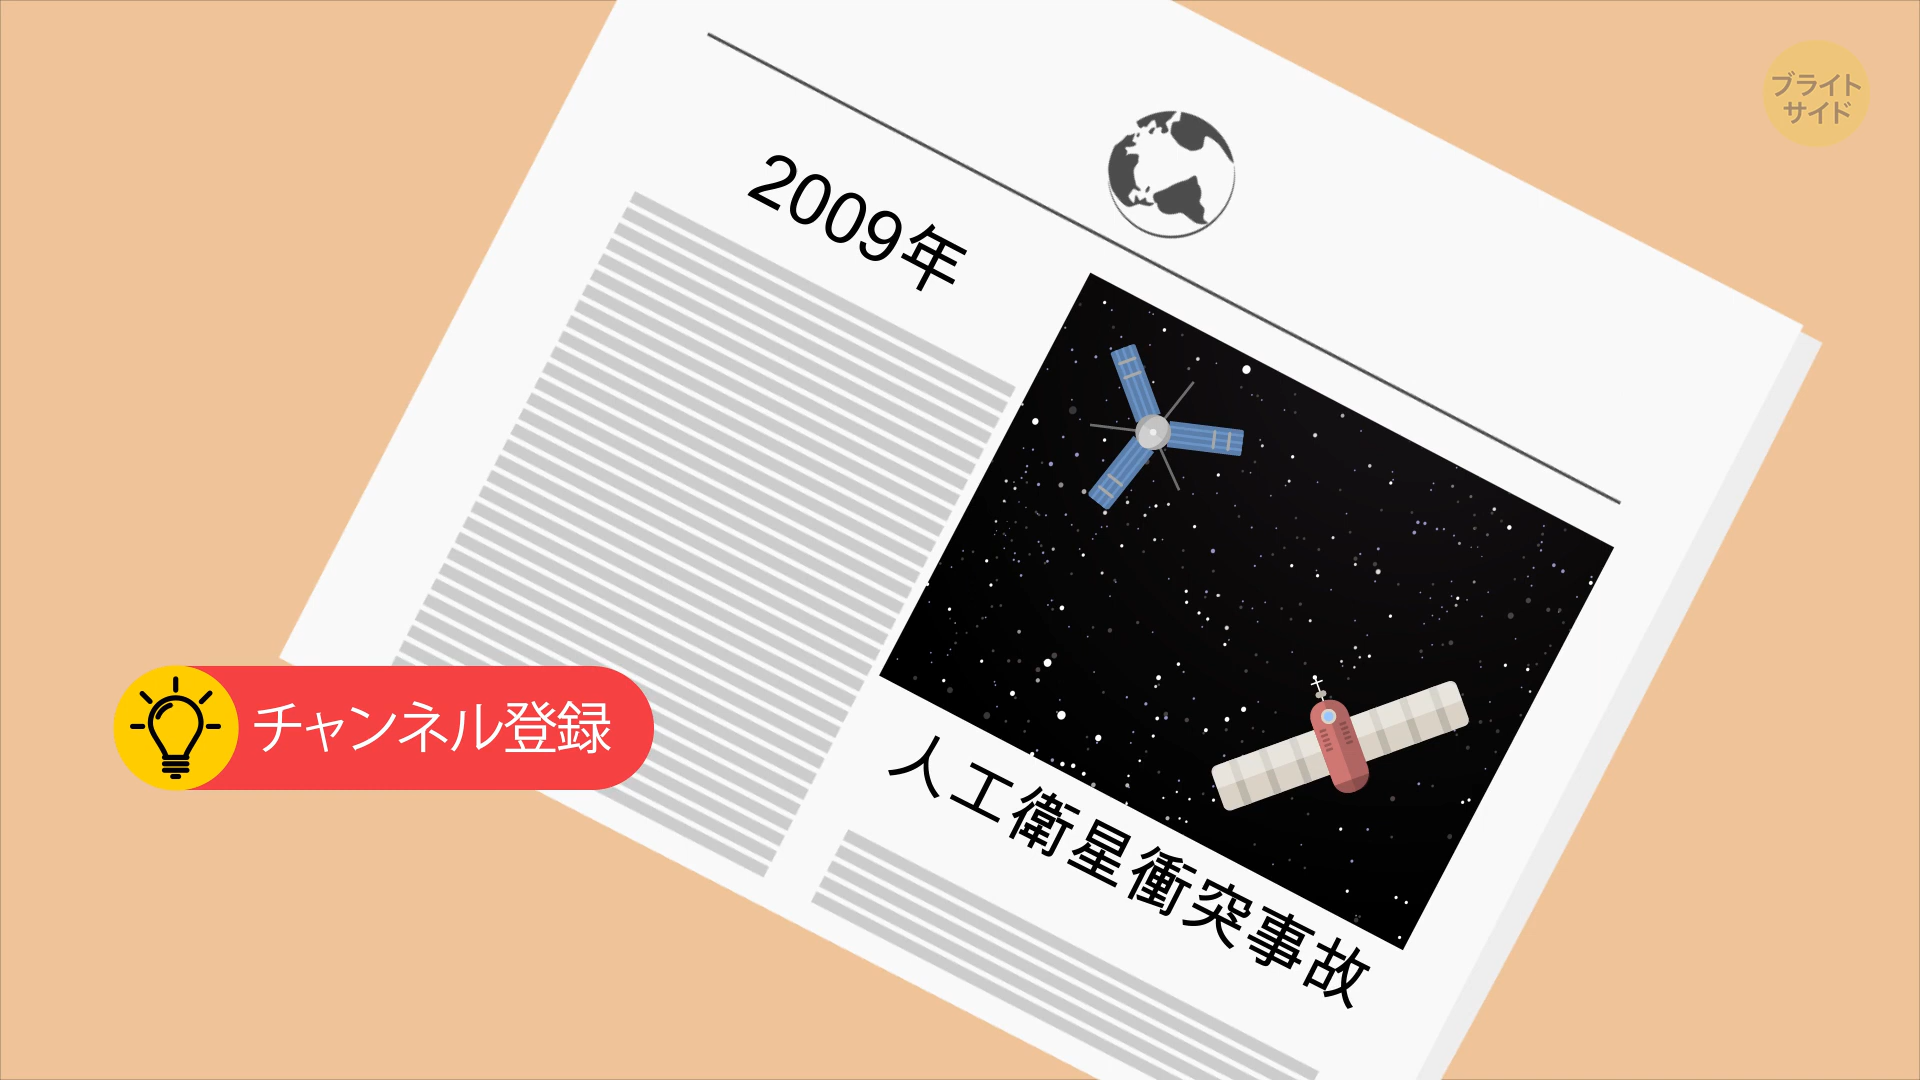 ブライト
サイド
2009年
人工衛星衝突事故
チャンネル登録